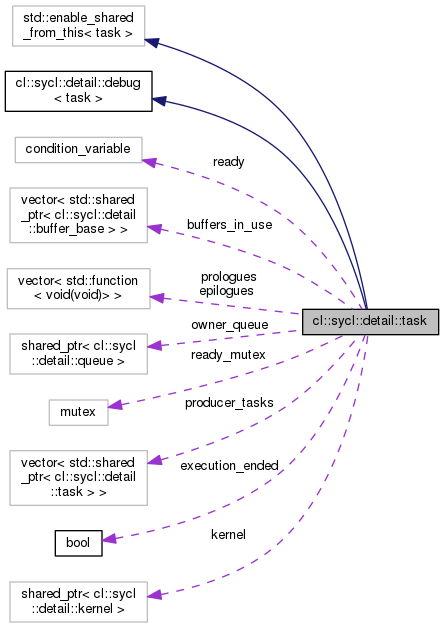 std::enable_shared
_from_this< task >
cl::sycl::detail::debug
< task >
condition_variable
ready
vector< std::shared
_ptr< cl::sycl::detail
::buffer_base > >
buffers_in_use
vector< std::function
< void(void)> >
prologues
epilogues
cl::sycl::detail::task
shared_ptr< cl::sycl
::detail::queue >
owner_queue
ready_mutex
mutex
producer_tasks
vector< std::shared
_ptr< cl::sycl::detail
::task > >
execution_ended
bool
kernel
shared_ptr< cl::sycl
::detail::kernel >